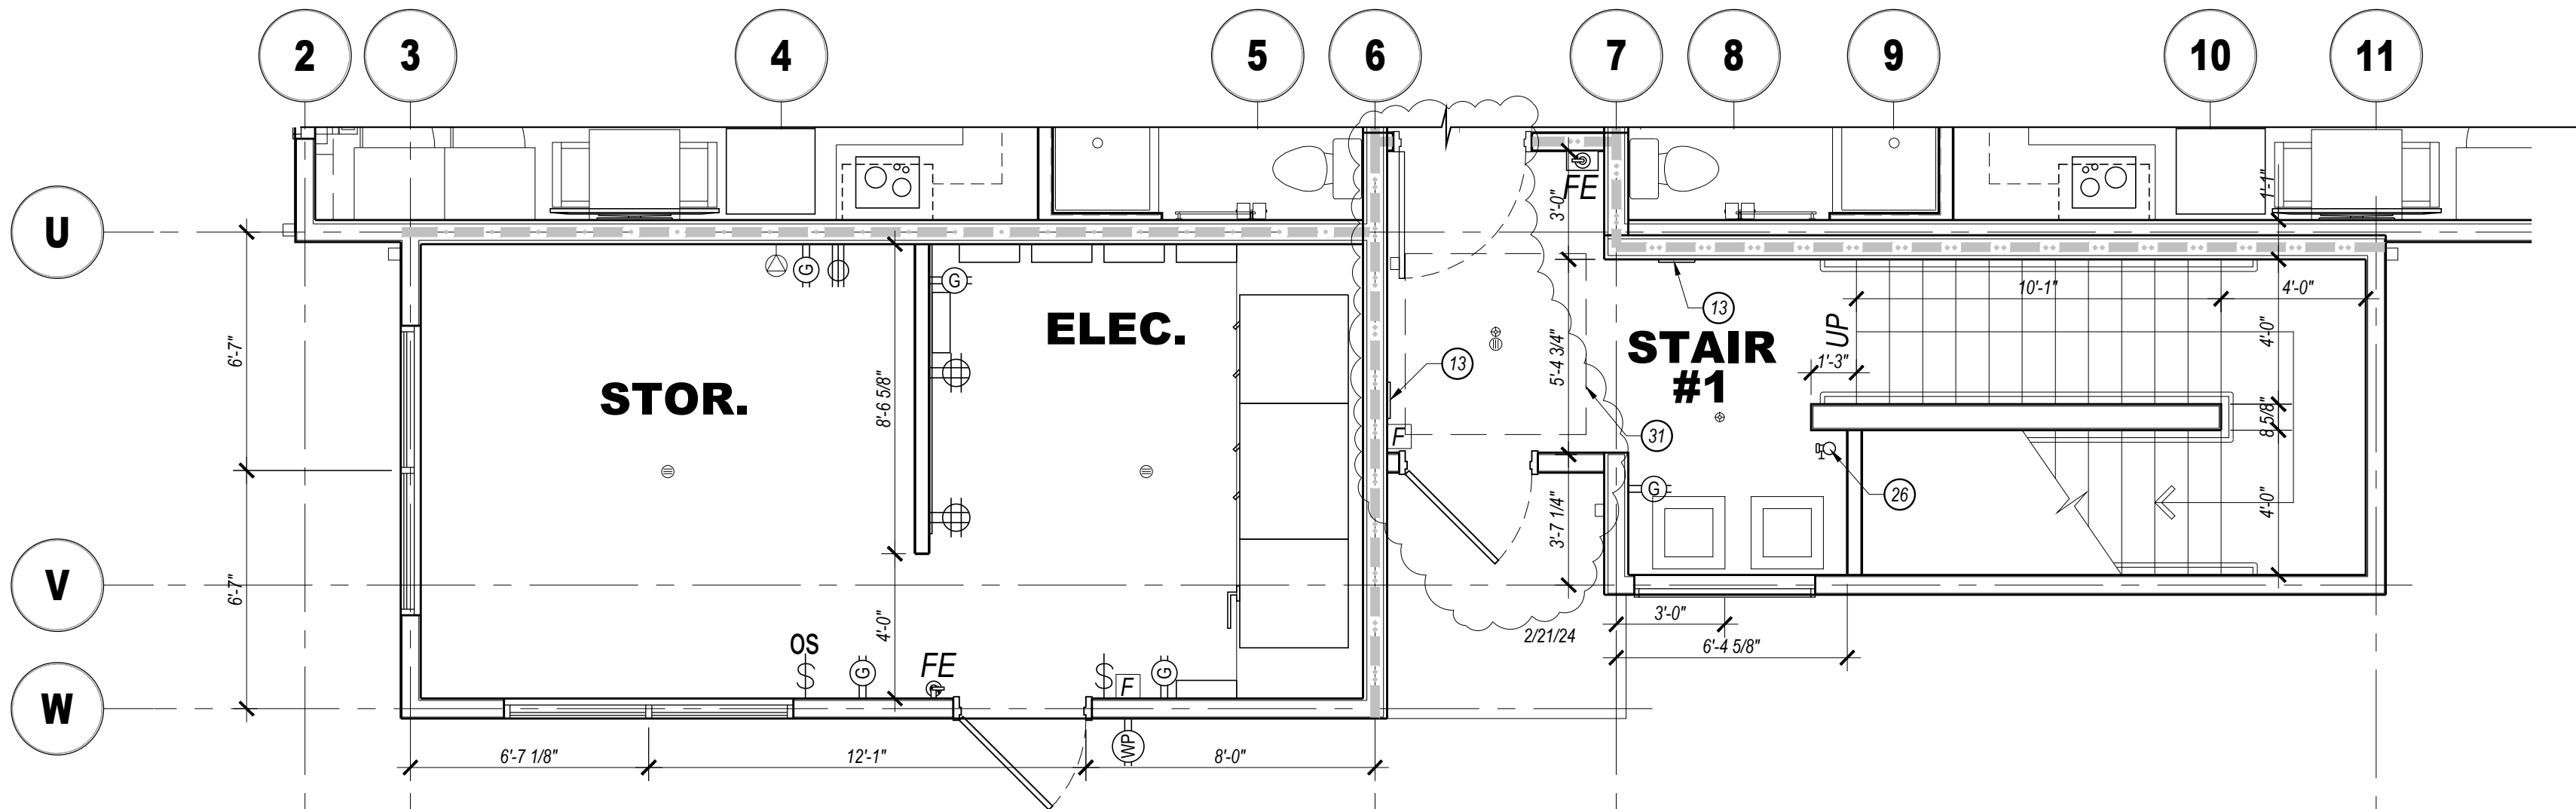 2
3
4
5
6
7
8
9
10
11
U
V
W
FE
3'-0"
1'-1"
G
G
13
10'-1"
4'-0"
6'-7"
ELEC.
STOR.
8'-6 5/8"
13
5'-4 3/4"
STAIR
#1
UP
1'-3"
4'-0"
F
31
8 5/8"
26
G
4'-0"
3'-7 1/4"
6'-7"
4'-0"
OS
S
G
FE
S
F
G
2/21/24
3'-0"
6'-4 5/8"
WP
6'-7 1/8"
12'-1"
8'-0"